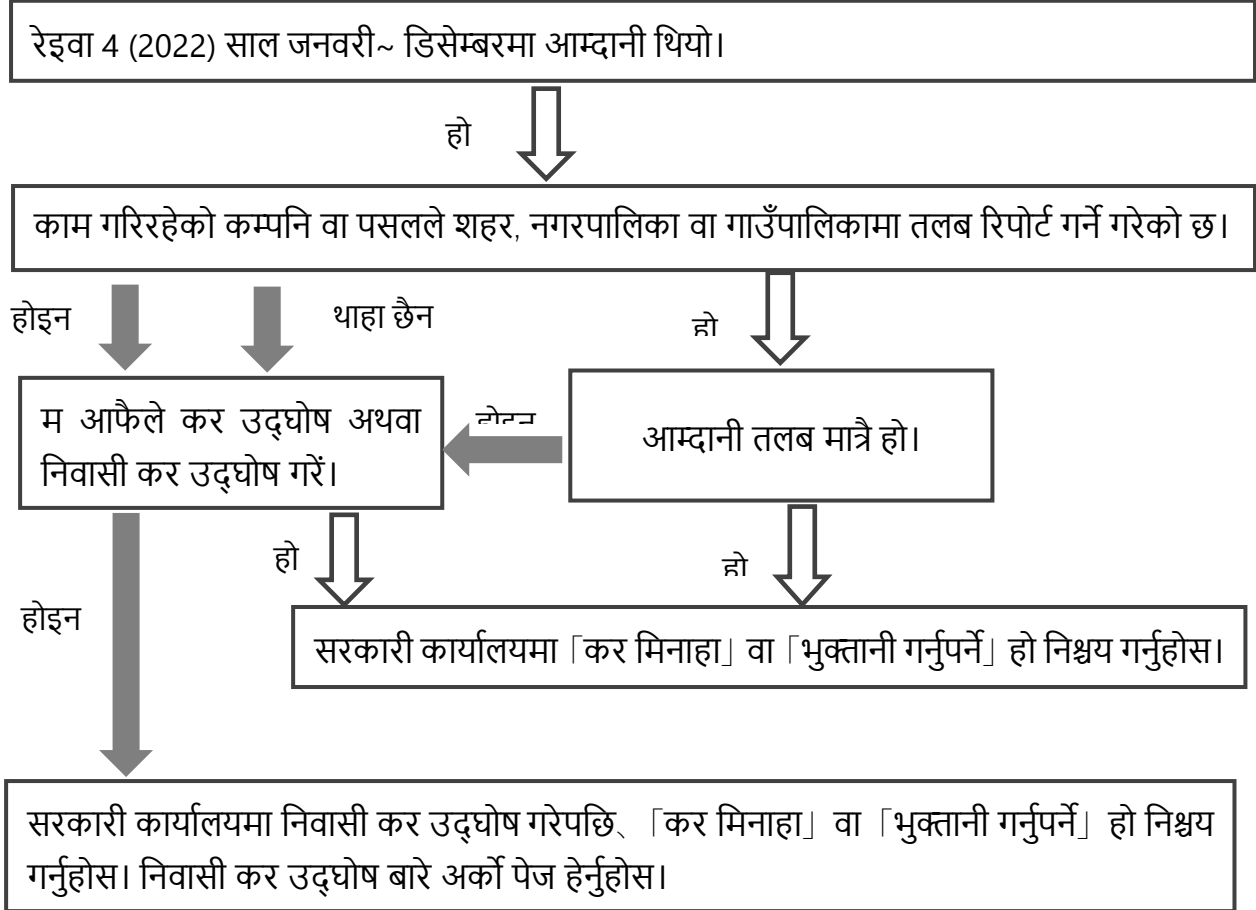 रेइवा 4 (2022) साल जनवरी~ डिसेम्बरमा आम्दानी थियो।
हो
काम गरिरहेको कम्पनि वा पसलले शहर, नगरपालिका वा गाउँपालिकामा तलब रिपोर्ट गर्ने गरेको छ।
होइन
थाहा छैन
हो
म आफैले कर उद्घोष अथवा
निवासी कर उद्घोष गरें।
होइन
आम्दानी तलब मात्रै हो।
हो
हो
होइन
सरकारी कार्यालयमा「कर मिनाहा」वा「भुक्तानी गर्नुपर्ने」हो निश्चय गर्नुहोस।
सरकारी कार्यालयमा निवासी कर उद्घोष गरेपछि、「कर मिनाहा」वा「भुक्तानी गर्नुपर्ने」हो निश्चय
गर्नुहोस। निवासी कर उद्घोष बारे अर्को पेज हेर्नुहोस।